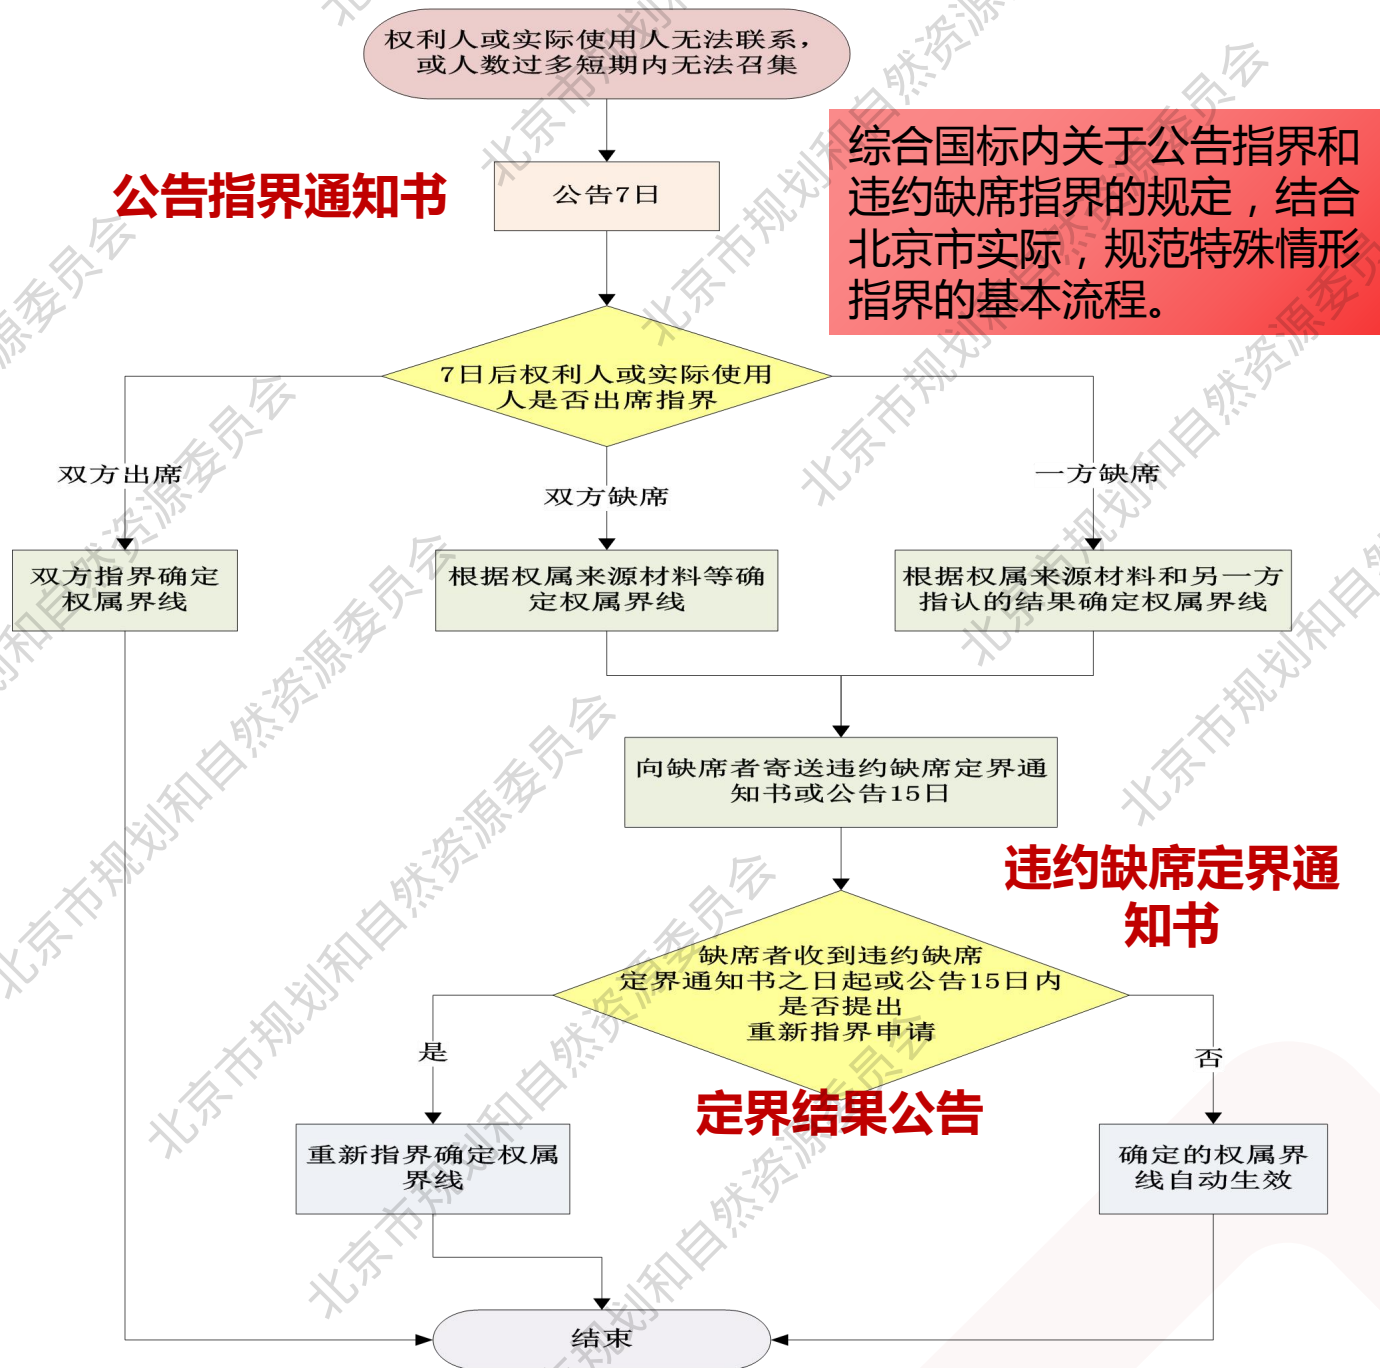 权利人或实际使用人无法联系，
或人数过多短期内无法召集
公告指界通知书
公告7日
综合国标内关于公告指界和
违约缺席指界的规定，结合
北京市实际，规范特殊情形
指界的基本流程。
7日后权利人或实际使用
人是否出席指界
双方出席
双方缺席
一方缺席
双方指界确定
权属界线
根据权属来源材料等确
定权属界线
根据权属来源材料和另一方
指认的结果确定权属界线
向缺席者寄送违约缺席定界通
知书或公告15日
违约缺席定界通
知书
缺席者收到违约缺席
定界通知书之日起或公告15日内
是否提出
重新指界申请
是
否
定界结果公告
重新指界确定权属
界线
确定的权属界
线自动生效
结束
北京市规划和自然资源委员会